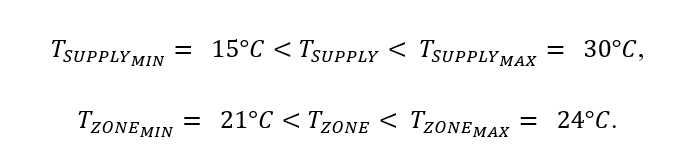 T_SUPPLY_MIN = 15°C < T_SUPPLY < T_SUPPLY_MAX = 30°C,
T_ZONE_MIN = 21°C < T_ZONE < T_ZONE_MAX = 24°C.